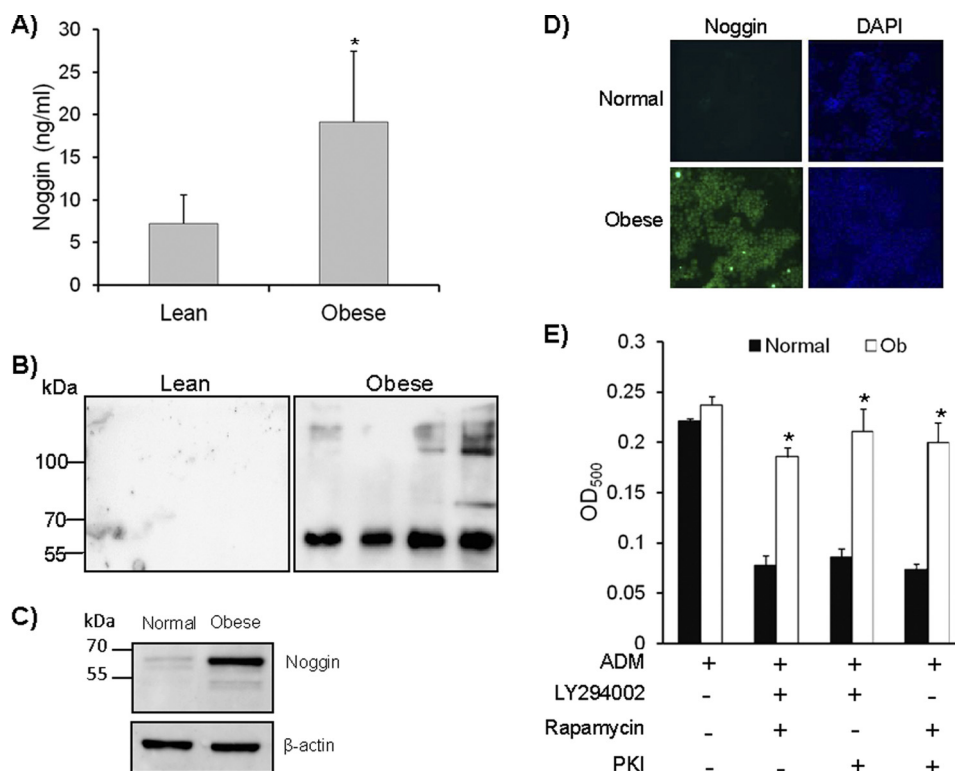 A)
Noggin (ng/ml)
30
25
20
15
10
5
0
*
Lean
Obese
B)
kDa
Lean
Obese
100
70
55
C)
kDa
Normal
Obese
70
55
Noggin
β-actin
D)
Noggin
DAPI
Normal
Obese
E)
Normal
Ob
OD500
0.3
0.25
0.2
0.15
0.1
0.05
0
* * *
ADM + + + +
LY294002 - + + -
Rapamycin - + - +
PKI - - + +